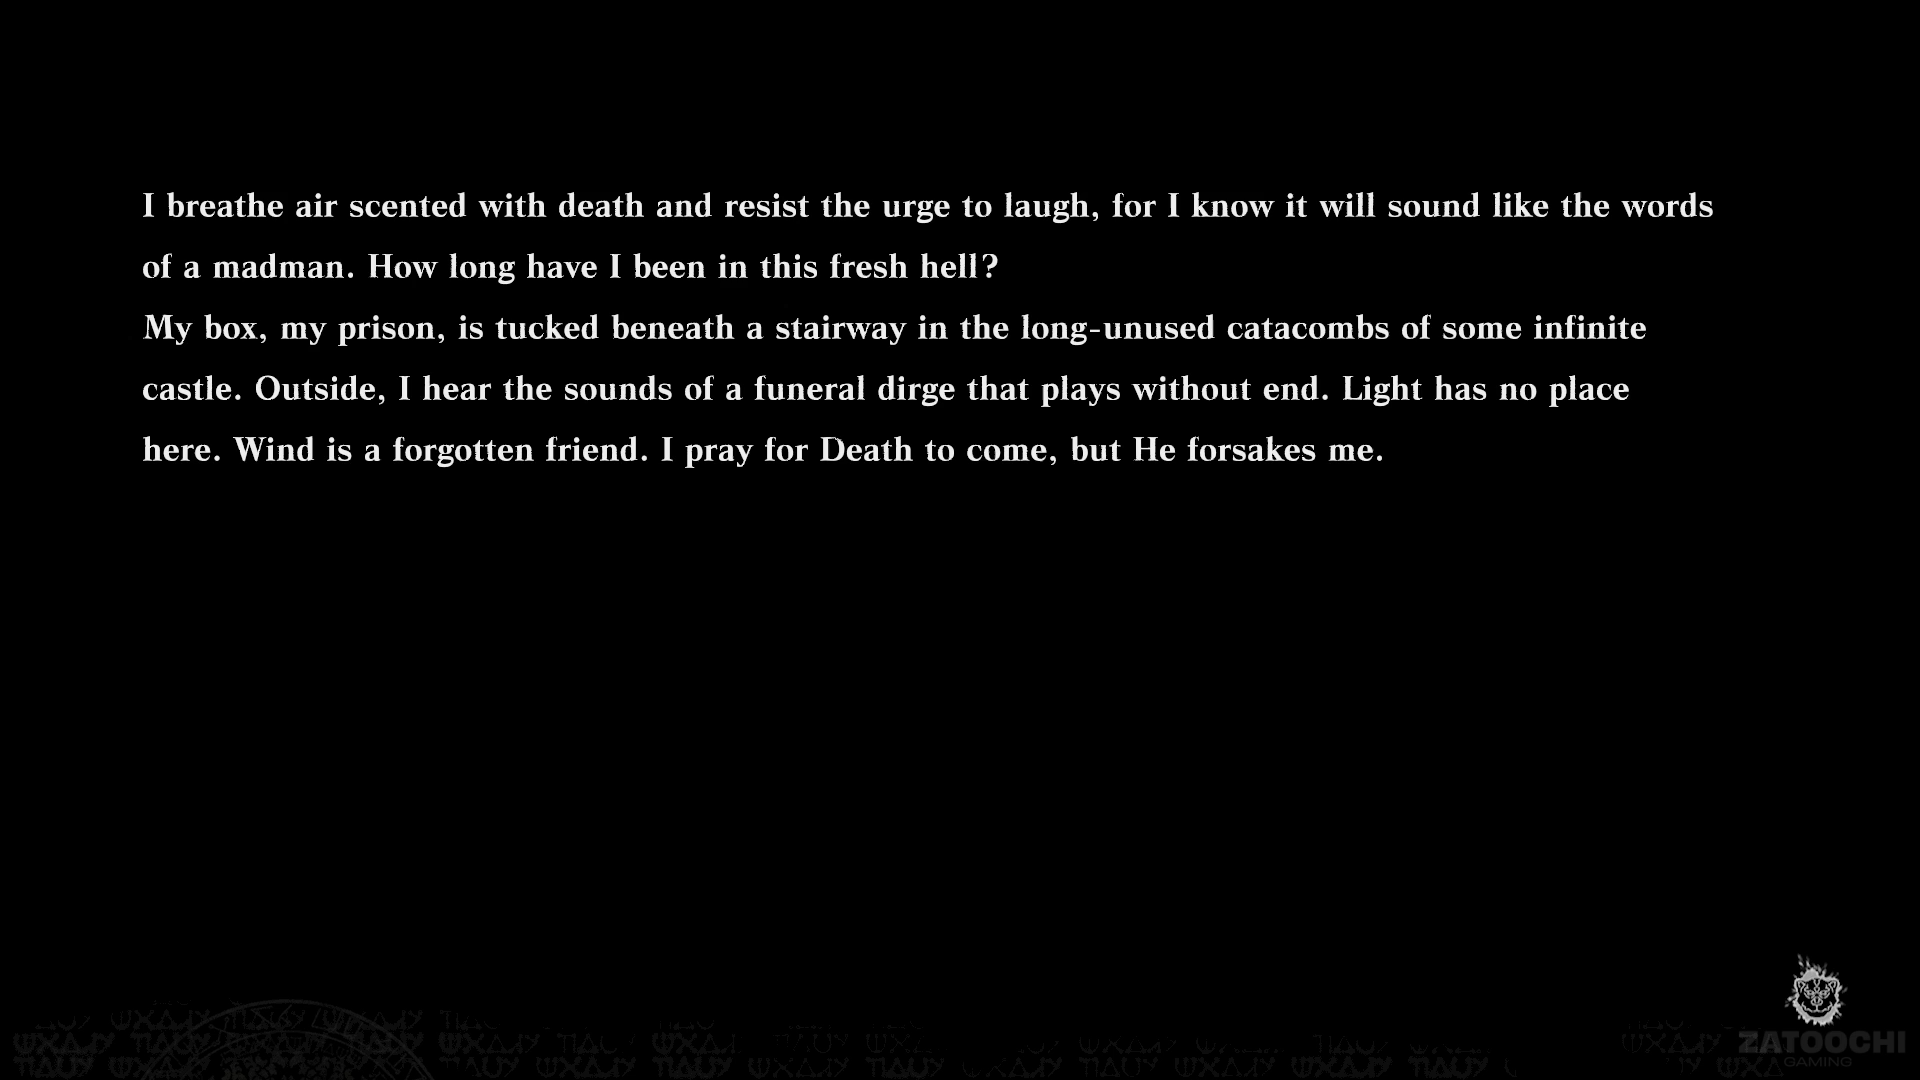 I breathe air scented with death and resist the urge to laugh, for I know it will sound like the words
of a madman. How long have I been in this fresh hell?
My box, my prison, is tucked beneath a stairway in the long-unused catacombs of some infinite
castle. Outside, I hear the sounds of a funeral dirge that plays without end. Light has no place
here. Wind is a forgotten friend. I pray for Death to come, but He forsakes me.
ZATOOCHI
GAMING